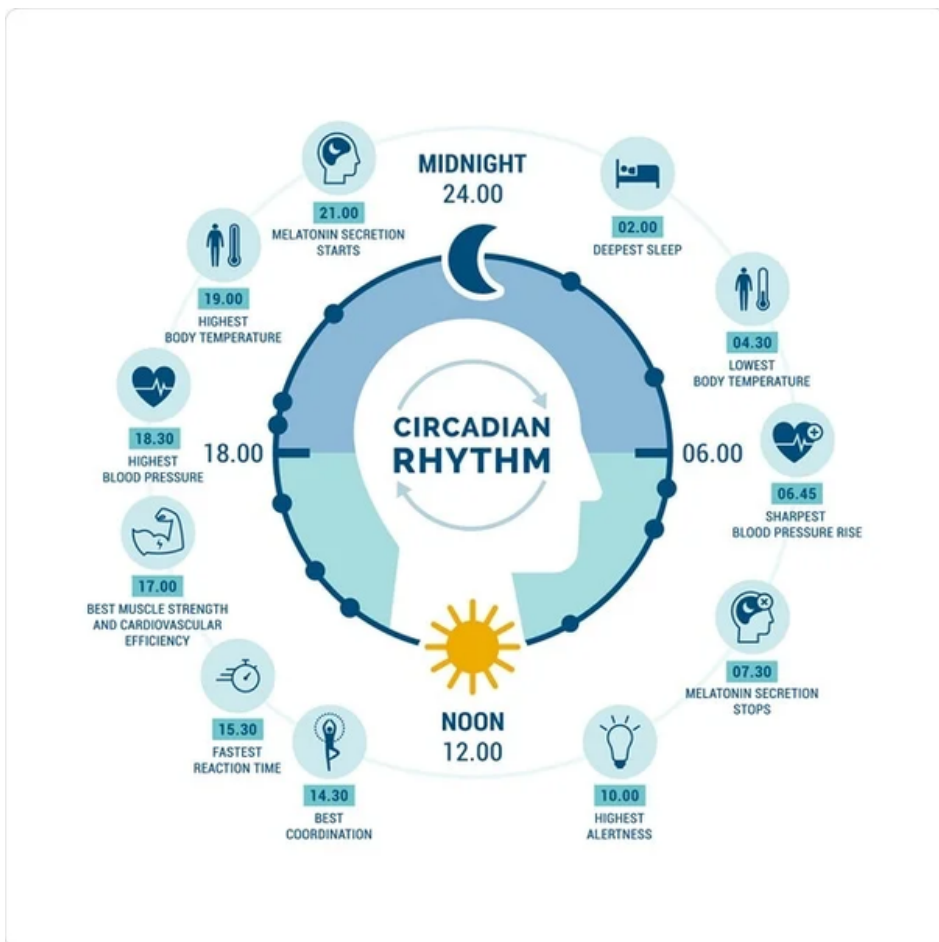 MIDNIGHT
24.00
02.00
DEEPEST SLEEP
04.30
LOWEST
BODY TEMPERATURE
06.00
06.45
SHARPEST
BLOOD PRESSURE RISE
07.30
MELATONIN SECRETION
STOPS
10.00
HIGHEST
ALERTNESS
NOON
12.00
14.30
BEST
COORDINATION
15.30
FASTEST
REACTION TIME
17.00
BEST MUSCLE STRENGTH
AND CARDIOVASCULAR
EFFICIENCY
18.00
18.30
HIGHEST
BLOOD PRESSURE
19.00
HIGHEST
BODY TEMPERATURE
21.00
MELATONIN SECRETION
STARTS
CIRCADIAN
RHYTHM